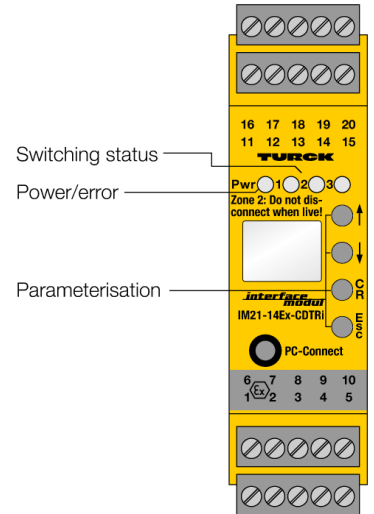 16 17 18 19 20
11 12 13 14 15
TURCK
Switching status
Pwr 1 2 3
Power/error
Zone 2: Do not dis-
connect when live!
Parameterisation
CR
interface
modul
IM21-14Ex-CDTRi
Esc
PC-Connect
6 7 8 9 10
1 Ex 2 3 4 5